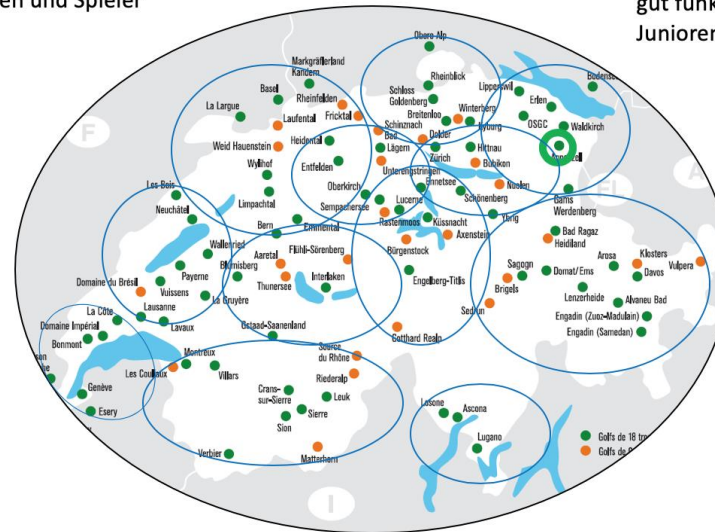 en und Spieler
gut funk
Junioren
Obere Alp
Markgräflerland
Kandern
Rheinblick
Basel
Rheinfelden
Schloss
Goldenberg
Lipperswil
Bodens
La Largue
Fricktal
Breitenloo
Winterberg
Erlen
Laufental
Schinznach
Bad
Dolder
Kyburg
OSGC
Waldkirch
F
Weid Hauenstein
Heidental
Lägern
Zürich
Hittnau
Wylihof
Entfelden
Unterengstringen
Bubikon
Ennetsee
Nuolen
FL
A
Les Bois
Limpachtal
Oberkirch
Sempachersee
Lucerne
Schönenberg
Gams
Werdenberg
Neuchâtel
Emmental
Rastenmoos
Küssnacht
Ybrig
Bern
Bad Ragaz
Wallenried
Aaretal
Flühli-Sörenberg
Bürgenstock
Axenstein
Heidiland
Arosa
Klosters
Vulpera
Payerne
Blumisberg
Interlaken
Engelberg-Titlis
Sagogn
Domat/Ems
Davos
Domaine du Brésil
Vuissens
Thunersee
Brigels
Lenzerheide
Alvaneu Bad
La Gruyère
Sedrun
Engadin (Zuoz-Madulain)
La Côte
Lausanne
Lavaux
Gstaad-Saanenland
Gotthard Realp
Engadin (Samedan)
Domaine Impérial
Bonmont
Montreux
Source
du Rhône
Les Coullaux
Villars
Riederalp
Genève
Crans-
sur-Sierre
Leuk
Losone
Ascona
Esery
Sierre
Sion
Lugano
Golfs de 18 tro
Verbier
Matterhorn
Golfs de
I